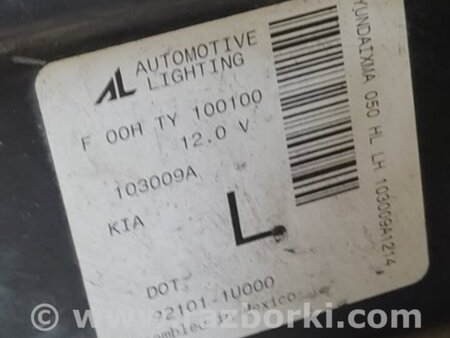 AL AUTOMOTIVE
LIGHTING
F 00H TY 100100
12.0 V
103009A
KIA
L
DOT
92101-1U000
Mexico
YUNDAIXMA 050 HL LH 103009A1214
© www.razborki.com